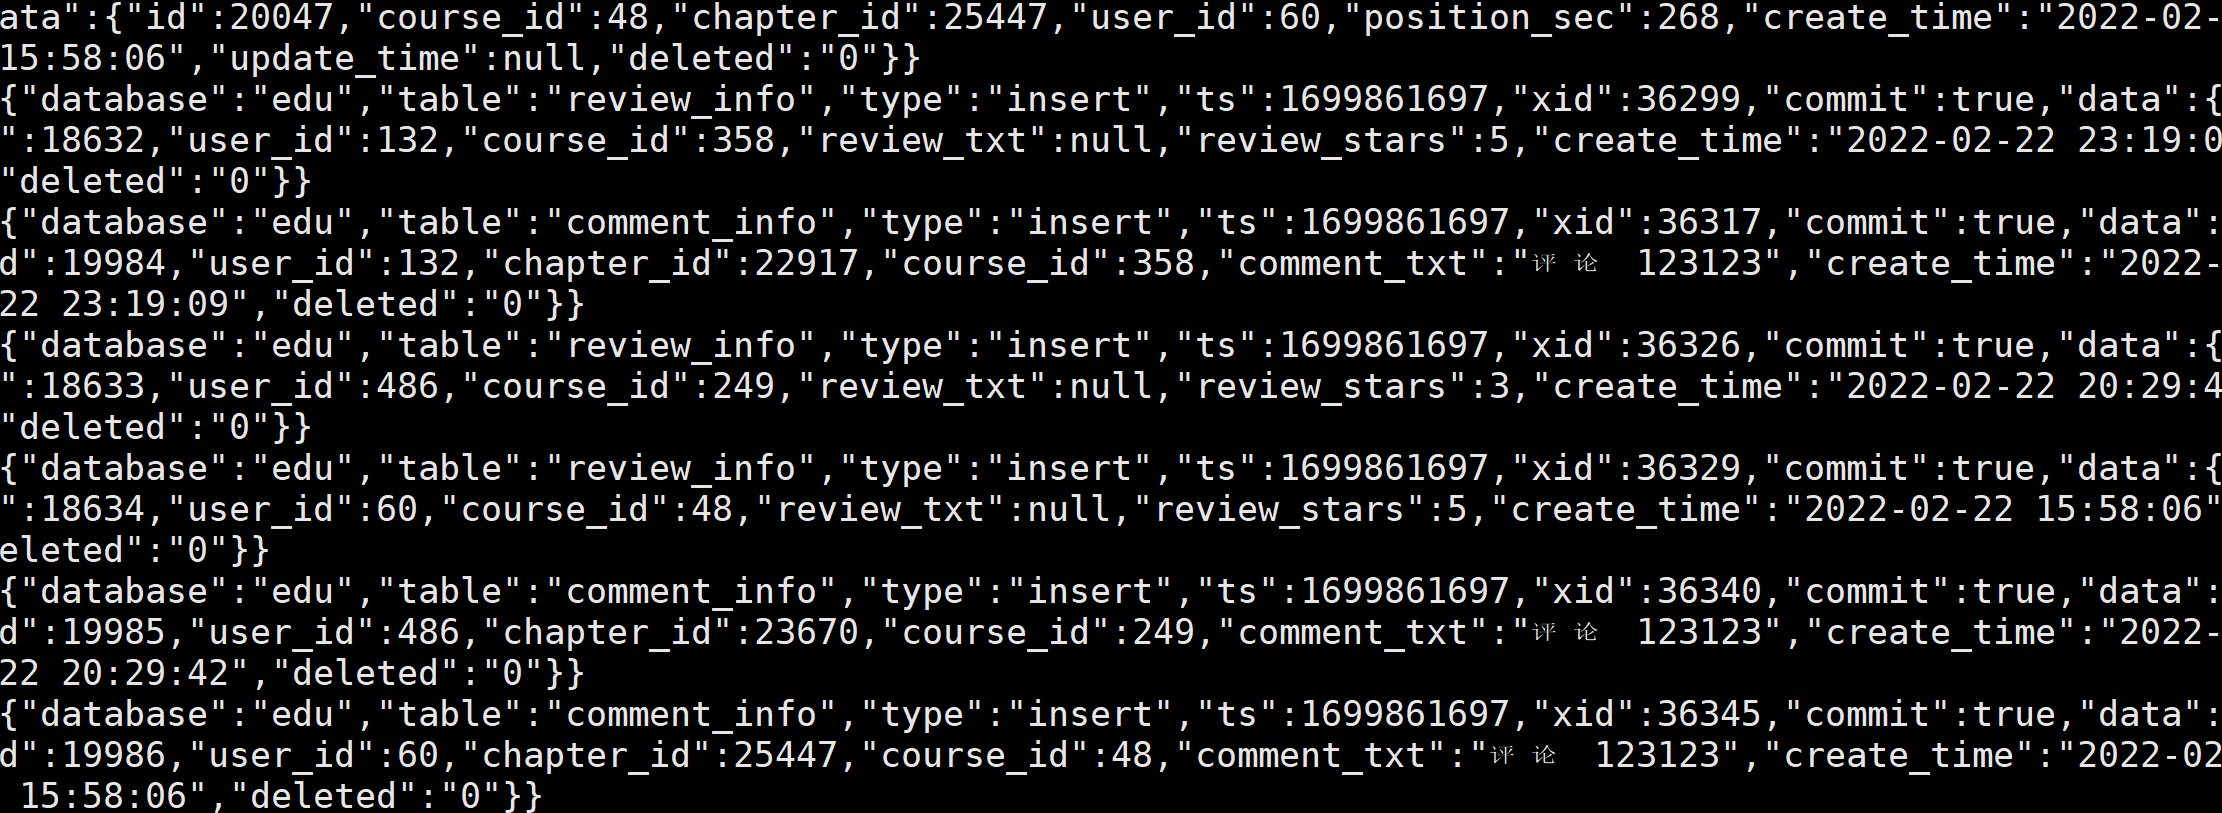 ata":{"id":20047,"course_id":48,"chapter_id":25447,"user_id":60,"position_sec":268,"create_time":"2022-02-
15:58:06","update_time":null,"deleted":"0"}}
{"database":"edu","table":"review_info","type":"insert","ts":1699861697,"xid":36299,"commit":true,"data":{
":18632,"user_id":132,"course_id":358,"review_txt":null,"review_stars":5,"create_time":"2022-02-22 23:19:0
"deleted":"0"}}
{"database":"edu","table":"comment_info","type":"insert","ts":1699861697,"xid":36317,"commit":true,"data":
d":19984,"user_id":132,"chapter_id":22917,"course_id":358,"comment_txt":"评论 123123","create_time":"2022-
22 23:19:09","deleted":"0"}}
{"database":"edu","table":"review_info","type":"insert","ts":1699861697,"xid":36326,"commit":true,"data":{
":18633,"user_id":486,"course_id":249,"review_txt":null,"review_stars":3,"create_time":"2022-02-22 20:29:4
"deleted":"0"}}
{"database":"edu","table":"review_info","type":"insert","ts":1699861697,"xid":36329,"commit":true,"data":{
":18634,"user_id":60,"course_id":48,"review_txt":null,"review_stars":5,"create_time":"2022-02-22 15:58:06"
eleted":"0"}}
{"database":"edu","table":"comment_info","type":"insert","ts":1699861697,"xid":36340,"commit":true,"data":
d":19985,"user_id":486,"chapter_id":23670,"course_id":249,"comment_txt":"评论 123123","create_time":"2022-
22 20:29:42","deleted":"0"}}
{"database":"edu","table":"comment_info","type":"insert","ts":1699861697,"xid":36345,"commit":true,"data":
d":19986,"user_id":60,"chapter_id":25447,"course_id":48,"comment_txt":"评论 123123","create_time":"2022-02
15:58:06","deleted":"0"}}